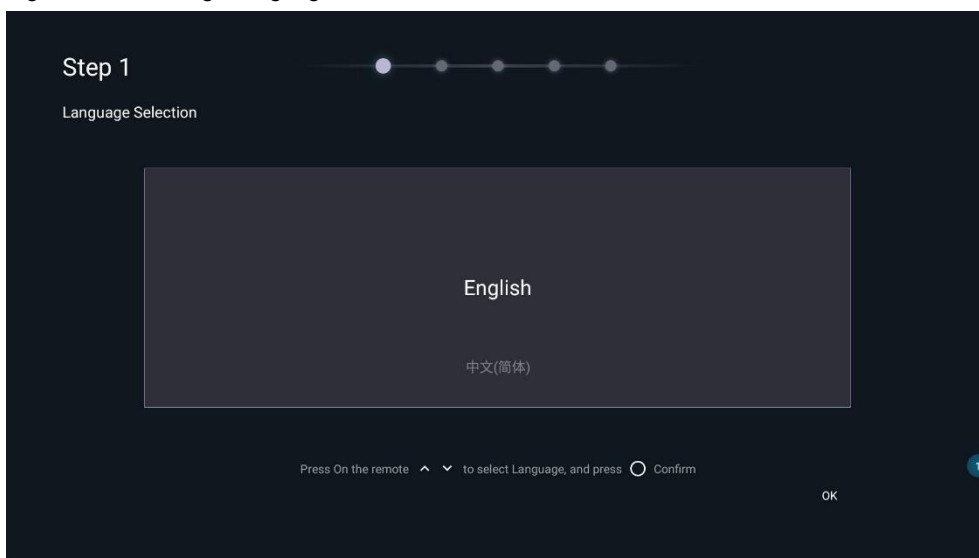 Step 1
Language Selection
English
中文(简体)
Press On the remote to select Language, and press Confirm
OK